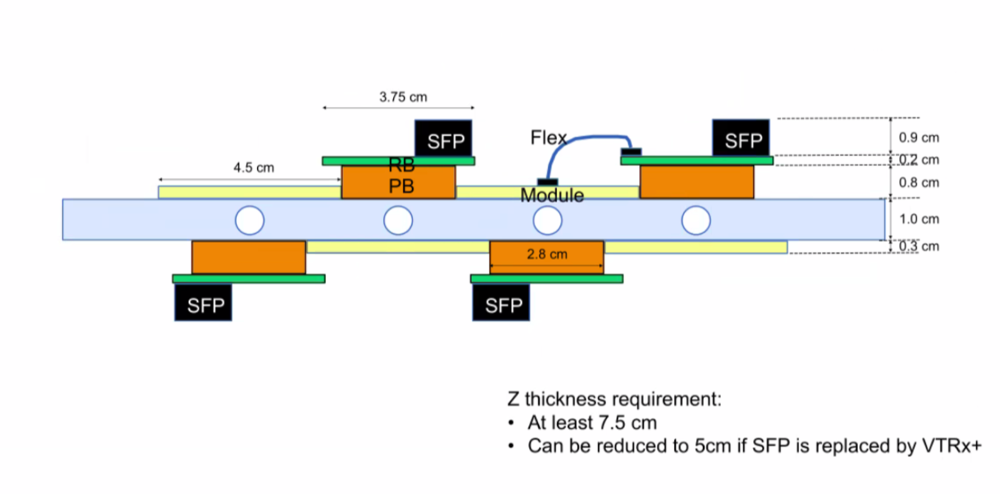 3.75 cm
SFP
Flex
SFP
0.9 cm
0.2 cm
4.5 cm
RB
PB
0.8 cm
Module
1.0 cm
2.8 cm
0.3 cm
SFP
SFP
Z thickness requirement:
• At least 7.5 cm
• Can be reduced to 5cm if SFP is replaced by VTRx+